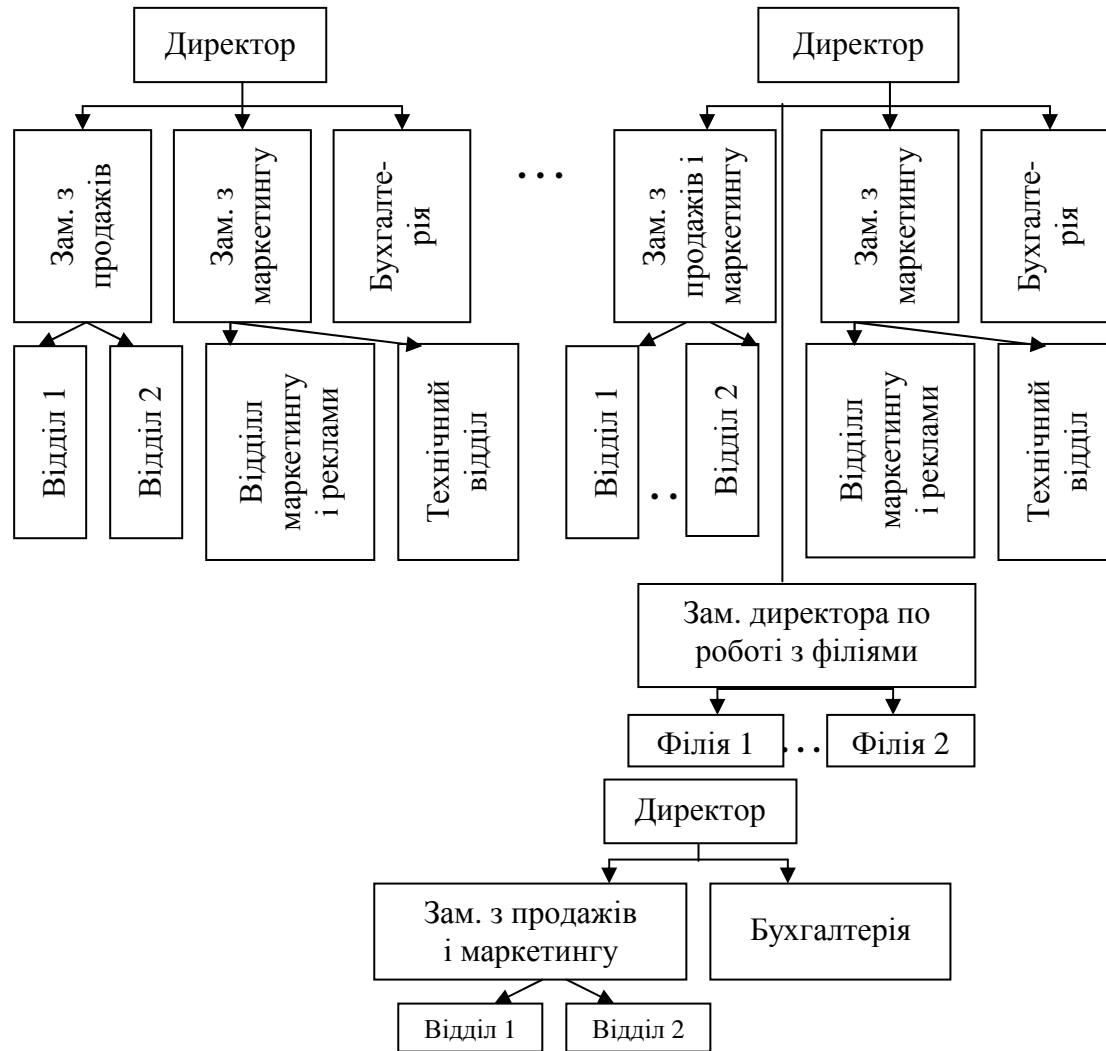 Директор
Директор
Зам. з
продажів
Зам. з
маркетингу
Бухгалте-
рія
...
Зам. з
продажів і
маркетингу
Зам. з
маркетингу
Бухгалте-
рія
Відділ 1
Відділ 2
Відділл
маркетингу
і реклами
Технічний
відділ
Відділ 1
..
Відділ 2
Відділл
маркетингу
і реклами
Технічний
відділ
Зам. директора по
роботі з філіями
Філія 1
...
Філія 2
Директор
Зам. з продажів
і маркетингу
Бухгалтерія
Відділ 1
Відділ 2